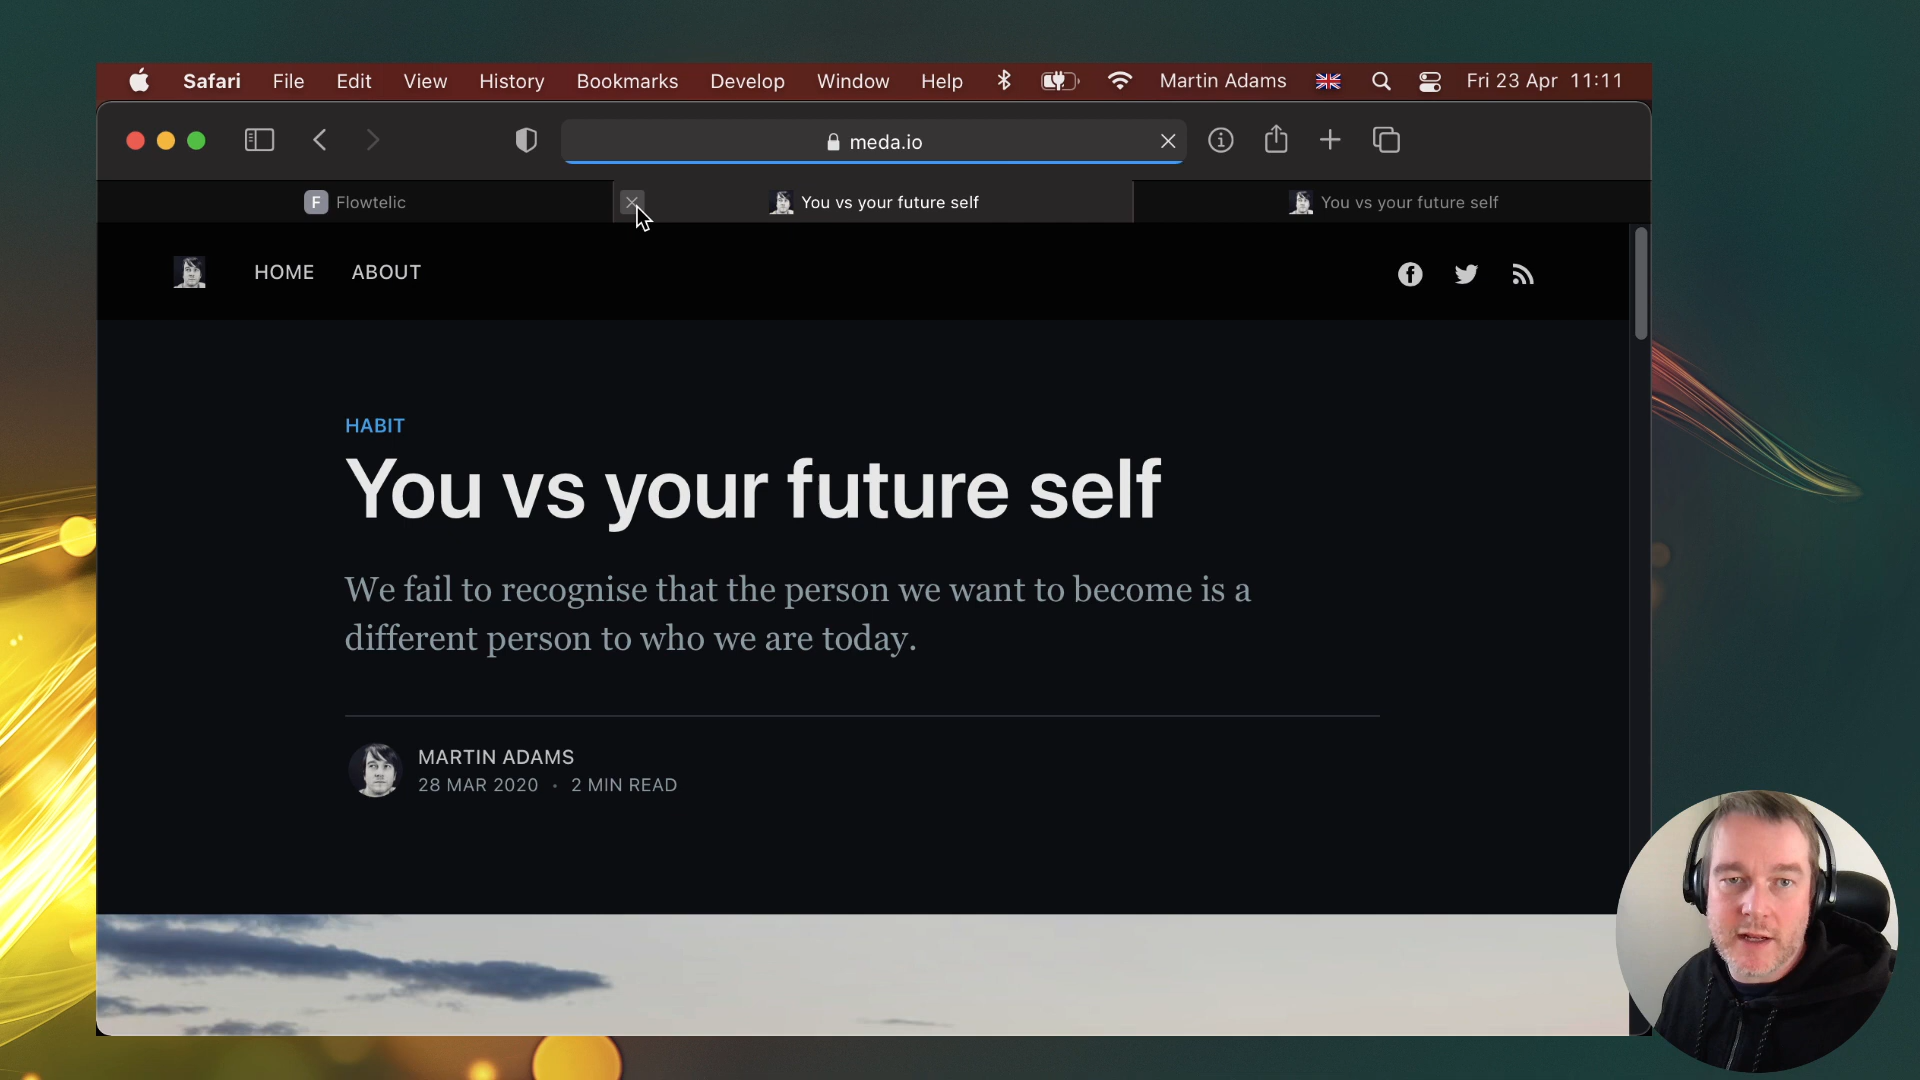 Safari File Edit View History Bookmarks Develop Window Help Martin Adams Fri 23 Apr 11:11
meda.io
F Flowtelic You vs your future self You vs your future self
HOME ABOUT
HABIT
You vs your future self
We fail to recognise that the person we want to become is a
different person to who we are today.
MARTIN ADAMS
28 MAR 2020 • 2 MIN READ